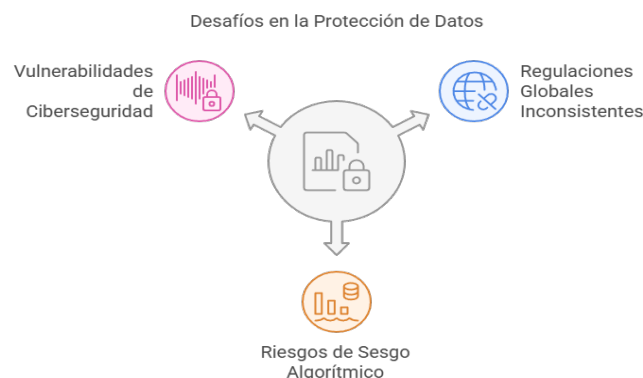 Desafíos en la Protección de Datos
Vulnerabilidades
de
Ciberseguridad
Regulaciones
Globales
Inconsistentes
Riesgos de Sesgo
Algorítmico